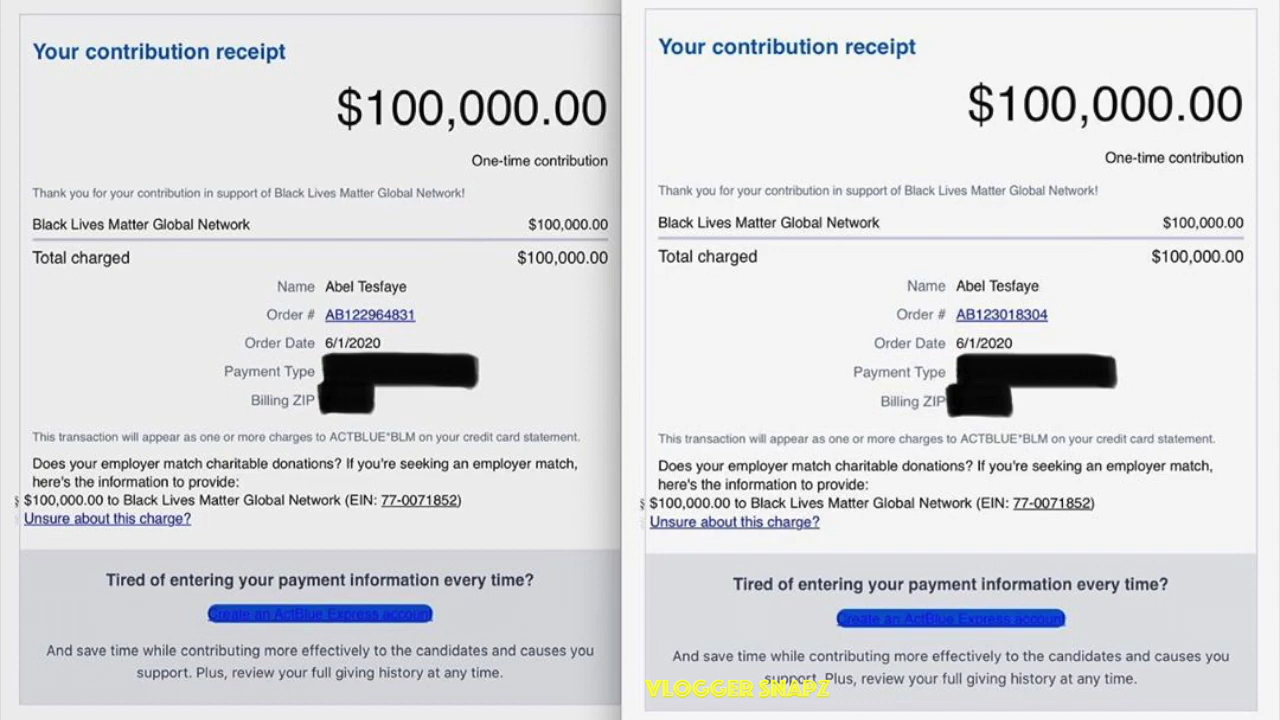 Your contribution receipt
$100,000.00
One-time contribution
Thank you for your contribution in support of Black Lives Matter Global Network!
Black Lives Matter Global Network $100,000.00
Total charged $100,000.00
Name Abel Tesfaye
Order # AB122964831
Order Date 6/1/2020
Payment Type
Billing ZIP
This transaction will appear as one or more charges to ACTBLUE*BLM on your credit card statement.
Does your employer match charitable donations? If you're seeking an employer match,
here's the information to provide:
$ $100,000.00 to Black Lives Matter Global Network (EIN: 77-0071852)
Unsure about this charge?
Tired of entering your payment information every time?
Create an ActBlue Express account
And save time while contributing more effectively to the candidates and causes you
support. Plus, review your full giving history at any time.
Your contribution receipt
$100,000.00
One-time contribution
Thank you for your contribution in support of Black Lives Matter Global Network!
Black Lives Matter Global Network $100,000.00
Total charged $100,000.00
Name Abel Tesfaye
Order # AB123018304
Order Date 6/1/2020
Payment Type
Billing ZIP
This transaction will appear as one or more charges to ACTBLUE*BLM on your credit card statement.
Does your employer match charitable donations? If you're seeking an employer match,
here's the information to provide:
$ $100,000.00 to Black Lives Matter Global Network (EIN: 77-0071852)
Unsure about this charge?
Tired of entering your payment information every time?
Create an ActBlue Express account
And save time while contributing more effectively to the candidates and causes you
support. Plus, review your full giving history at any time.
VLOGGER SNAPZ